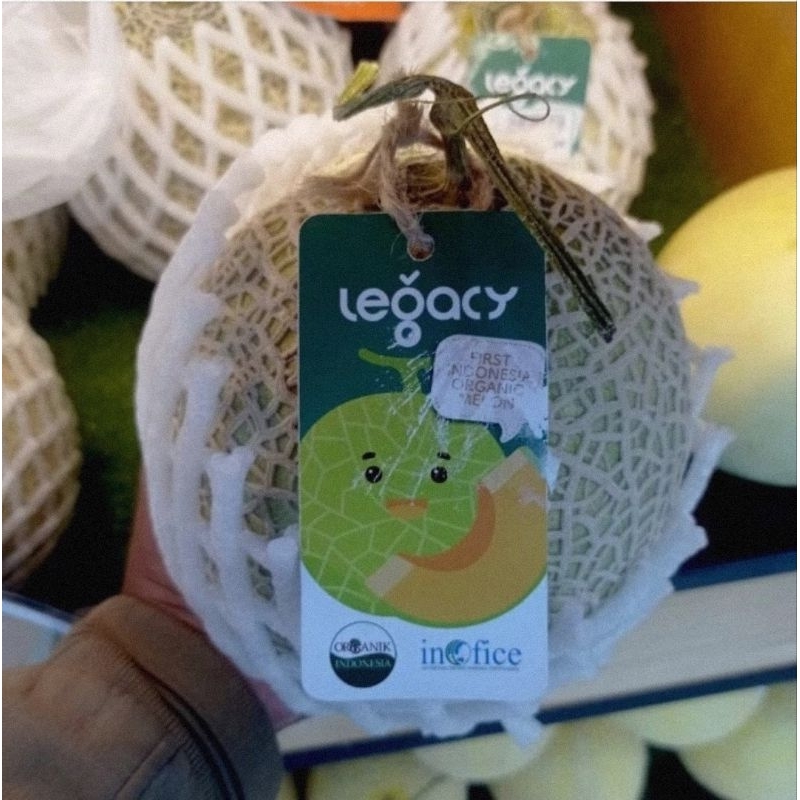 Legacy
Legacy
FIRST
INDONESIA
ORGANIC
MELON
ORGANIK
INDONESIA
inOfice